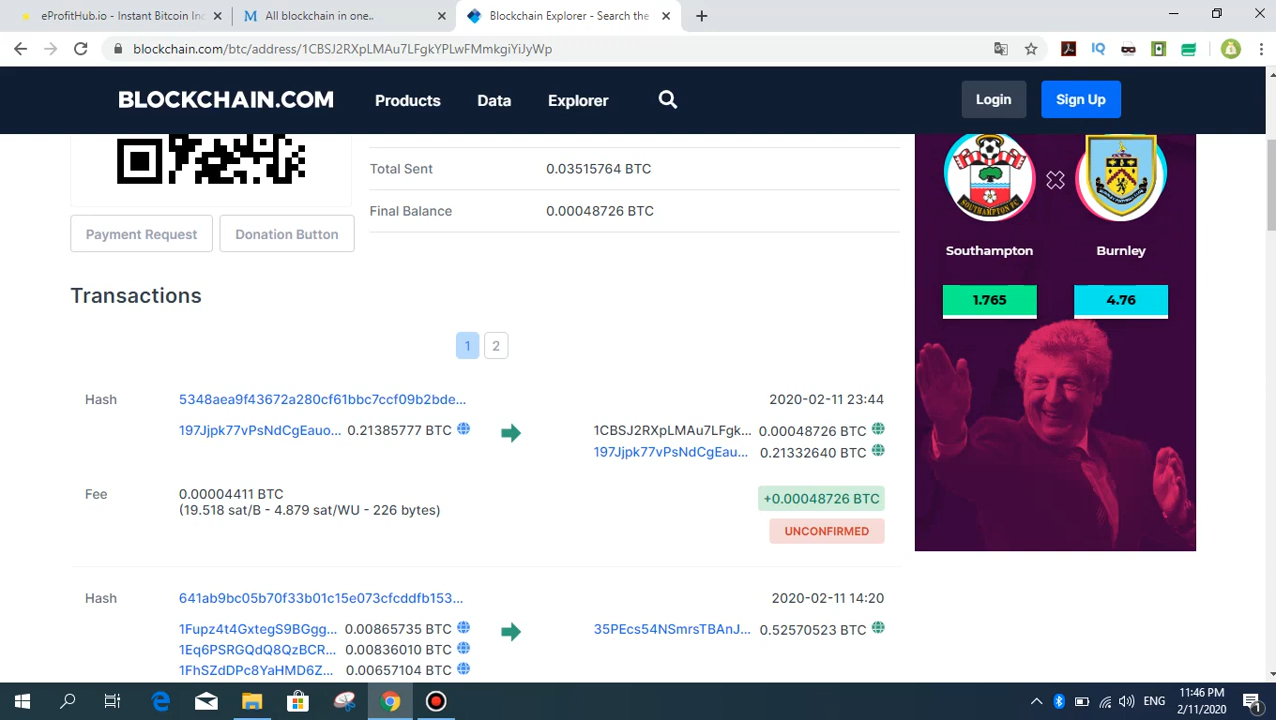 eProfitHub.io - Instant Bitcoin Inc
All blockchain in one..
Blockchain Explorer - Search the
blockchain.com/btc/address/1CBSJ2RXpLMAu7LFgkYPLwFMmkgiYiJyWp
BLOCKCHAIN.COM
Products
Data
Explorer
Login
Sign Up
Total Sent
0.03515764 BTC
Final Balance
0.00048726 BTC
Payment Request
Donation Button
SOUTHAMPTON FC
Southampton
Burnley
1.765
4.76
Transactions
1
2
Hash
5348aea9f43672a280cf61bbc7ccf09b2bde...
2020-02-11 23:44
197Jjpk77vPsNdCgEauo... 0.21385777 BTC
1CBSJ2RXpLMAu7LFgk... 0.00048726 BTC
197Jjpk77vPsNdCgEau... 0.21332640 BTC
Fee
0.00004411 BTC
(19.518 sat/B - 4.879 sat/WU - 226 bytes)
+0.00048726 BTC
UNCONFIRMED
Hash
641ab9bc05b70f33b01c15e073cfcddfb153...
2020-02-11 14:20
1Fupz4t4GxtegS9BGgg... 0.00865735 BTC
35PEcs54NSmrsTBAnJ... 0.52570523 BTC
1Eq6PSRGQdQ8QzBCR... 0.00836010 BTC
1FhSZdDPc8YaHMD6Z... 0.00657104 BTC
IQ
ENG
11:46 PM
2/11/2020
1